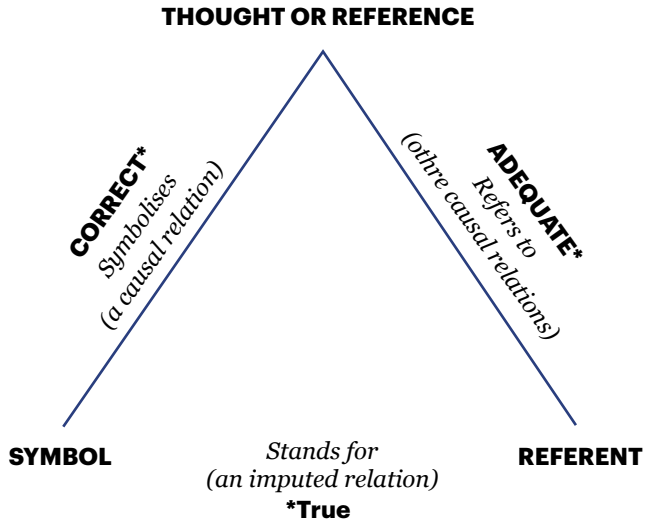 THOUGHT OR REFERENCE
CORRECT*
Symbolises
(a causal relation)
ADEQUATE*
Refers to
(othre causal relations)
SYMBOL
Stands for
(an imputed relation)
*True
REFERENT